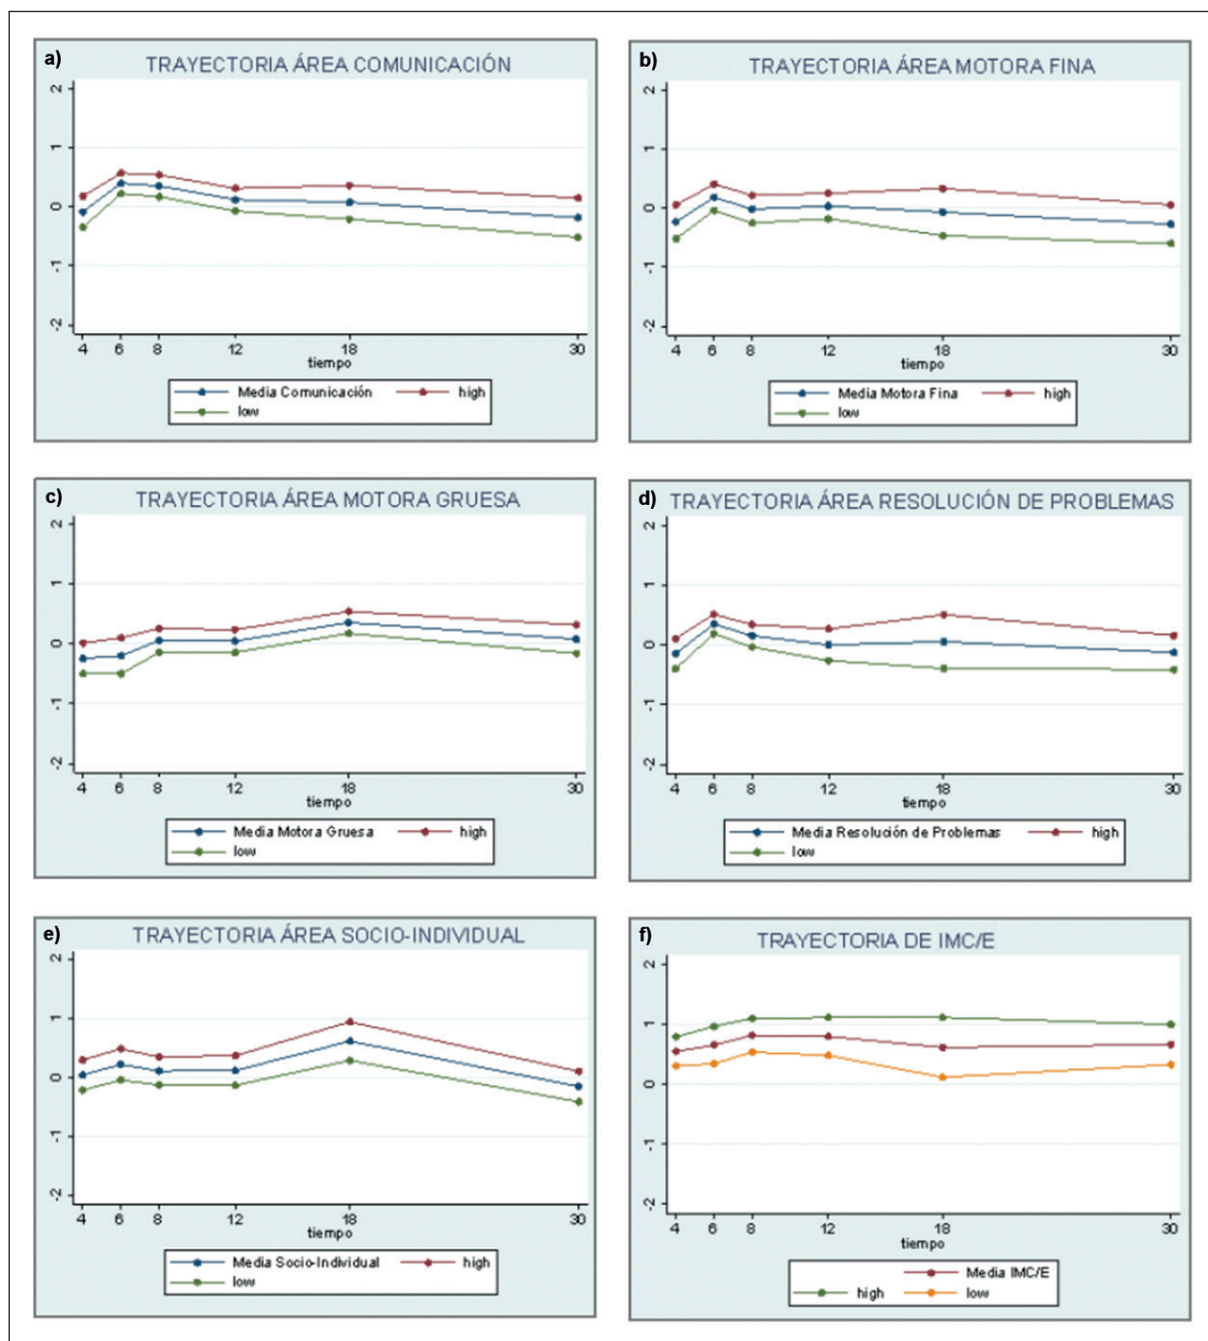 a)
TRAYECTORIA ÁREA COMUNICACIÓN
2
1
0
-1
-2
4 6 8 12 18 30
tiempo
Media Comunicación high
low
b)
TRAYECTORIA ÁREA MOTORA FINA
2
1
0
-1
-2
4 6 8 12 18 30
tiempo
Media Motora Fina high
low
c)
TRAYECTORIA ÁREA MOTORA GRUESA
2
1
0
-1
-2
4 6 8 12 18 30
tiempo
Media Motora Gruesa high
low
d)
TRAYECTORIA ÁREA RESOLUCIÓN DE PROBLEMAS
2
1
0
-1
-2
4 6 8 12 18 30
tiempo
Media Resolución de Problemas high
low
e)
TRAYECTORIA ÁREA SOCIO-INDIVIDUAL
2
1
0
-1
-2
4 6 8 12 18 30
tiempo
Media Socio-Individual high
low
f)
TRAYECTORIA DE IMC/E
2
1
0
-1
-2
4 6 8 12 18 30
tiempo
Media IMC/E
high low